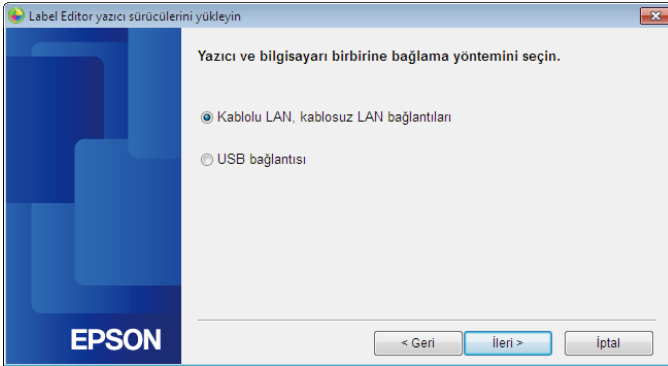 Label Editor yazıcı sürücülerini yükleyin
Yazıcı ve bilgisayarı birbirine bağlama yöntemini seçin.
Kablolu LAN, kablosuz LAN bağlantıları
USB bağlantısı
EPSON
< Geri
İleri >
İptal